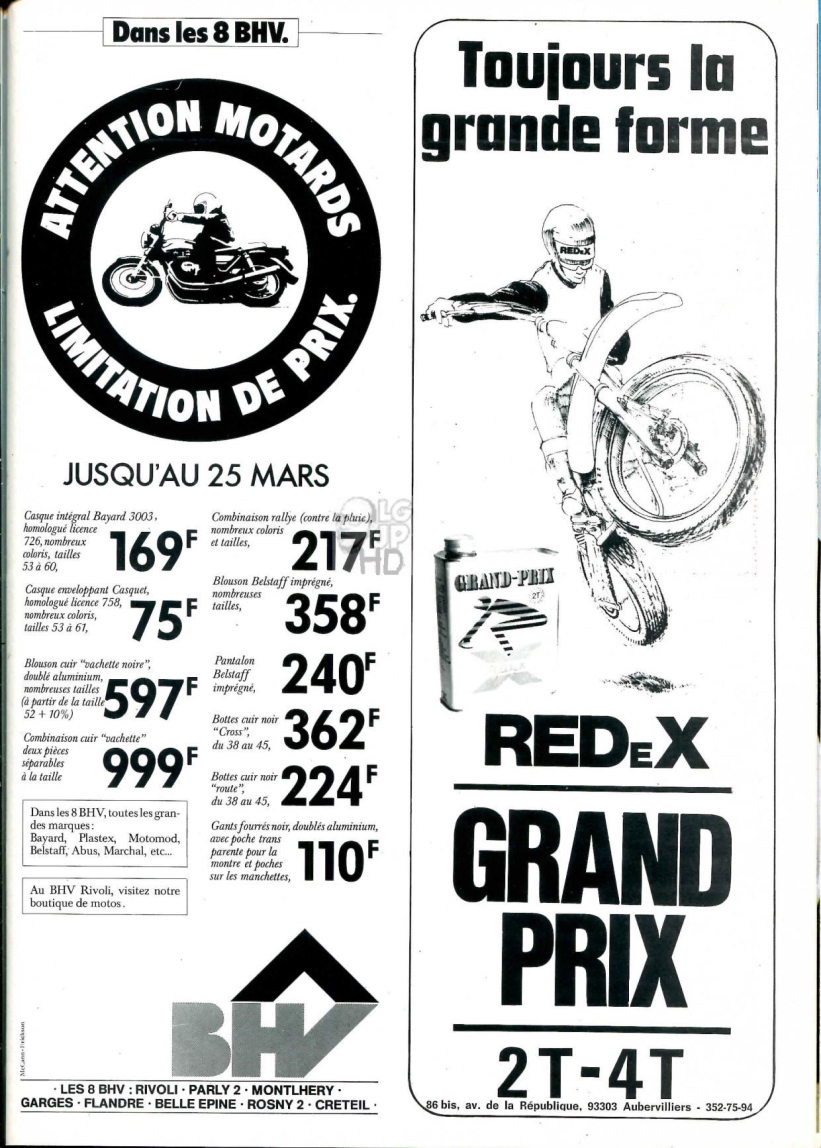 Dans les 8 BHV.
ATTENTION MOTARDS
LIMITATION DE PRIX.
JUSQU'AU 25 MARS
Casque intégral Bayard 3003,
homologué licence
726, nombreux
coloris, tailles
53 à 60,
169F
Casque enveloppant Casquet,
homologué licence 758,
nombreux coloris,
tailles 53 à 61,
75F
Blouson cuir "vachette noire",
doublé aluminium,
nombreuses tailles
(à partir de la taille
52 + 10%)
597F
Combinaison cuir "vachette"
deux pièces
séparables
à la taille
999F
Dans les 8 BHV, toutes les gran-
des marques :
Bayard, Plastex, Motomod,
Belstaff, Abus, Marchal, etc...
Au BHV Rivoli, visitez notre
boutique de motos.
Combinaison rallye (contre la pluie),
nombreux coloris
et tailles,
217F
Blouson Belstaff imprégné,
nombreuses
tailles,
358F
Pantalon
Belstaff
imprégné,
240F
Bottes cuir noir
"Cross",
du 38 au 45,
362F
Bottes cuir noir
"route",
du 38 au 45,
224F
Gants fourrés noir, doublés aluminium,
avec poche trans
parente pour la
montre et poches
sur les manchettes,
110F
McCann-Erickson
BHV
· LES 8 BHV : RIVOLI · PARLY 2 · MONTLHERY ·
GARGES · FLANDRE · BELLE EPINE · ROSNY 2 · CRETEIL ·
Toujours la
grande forme
REDEX
GRAND-PRIX
2T
REDEX
GRAND
PRIX
2T-4T
86 bis, av. de la République, 93303 Aubervilliers - 352-75-94